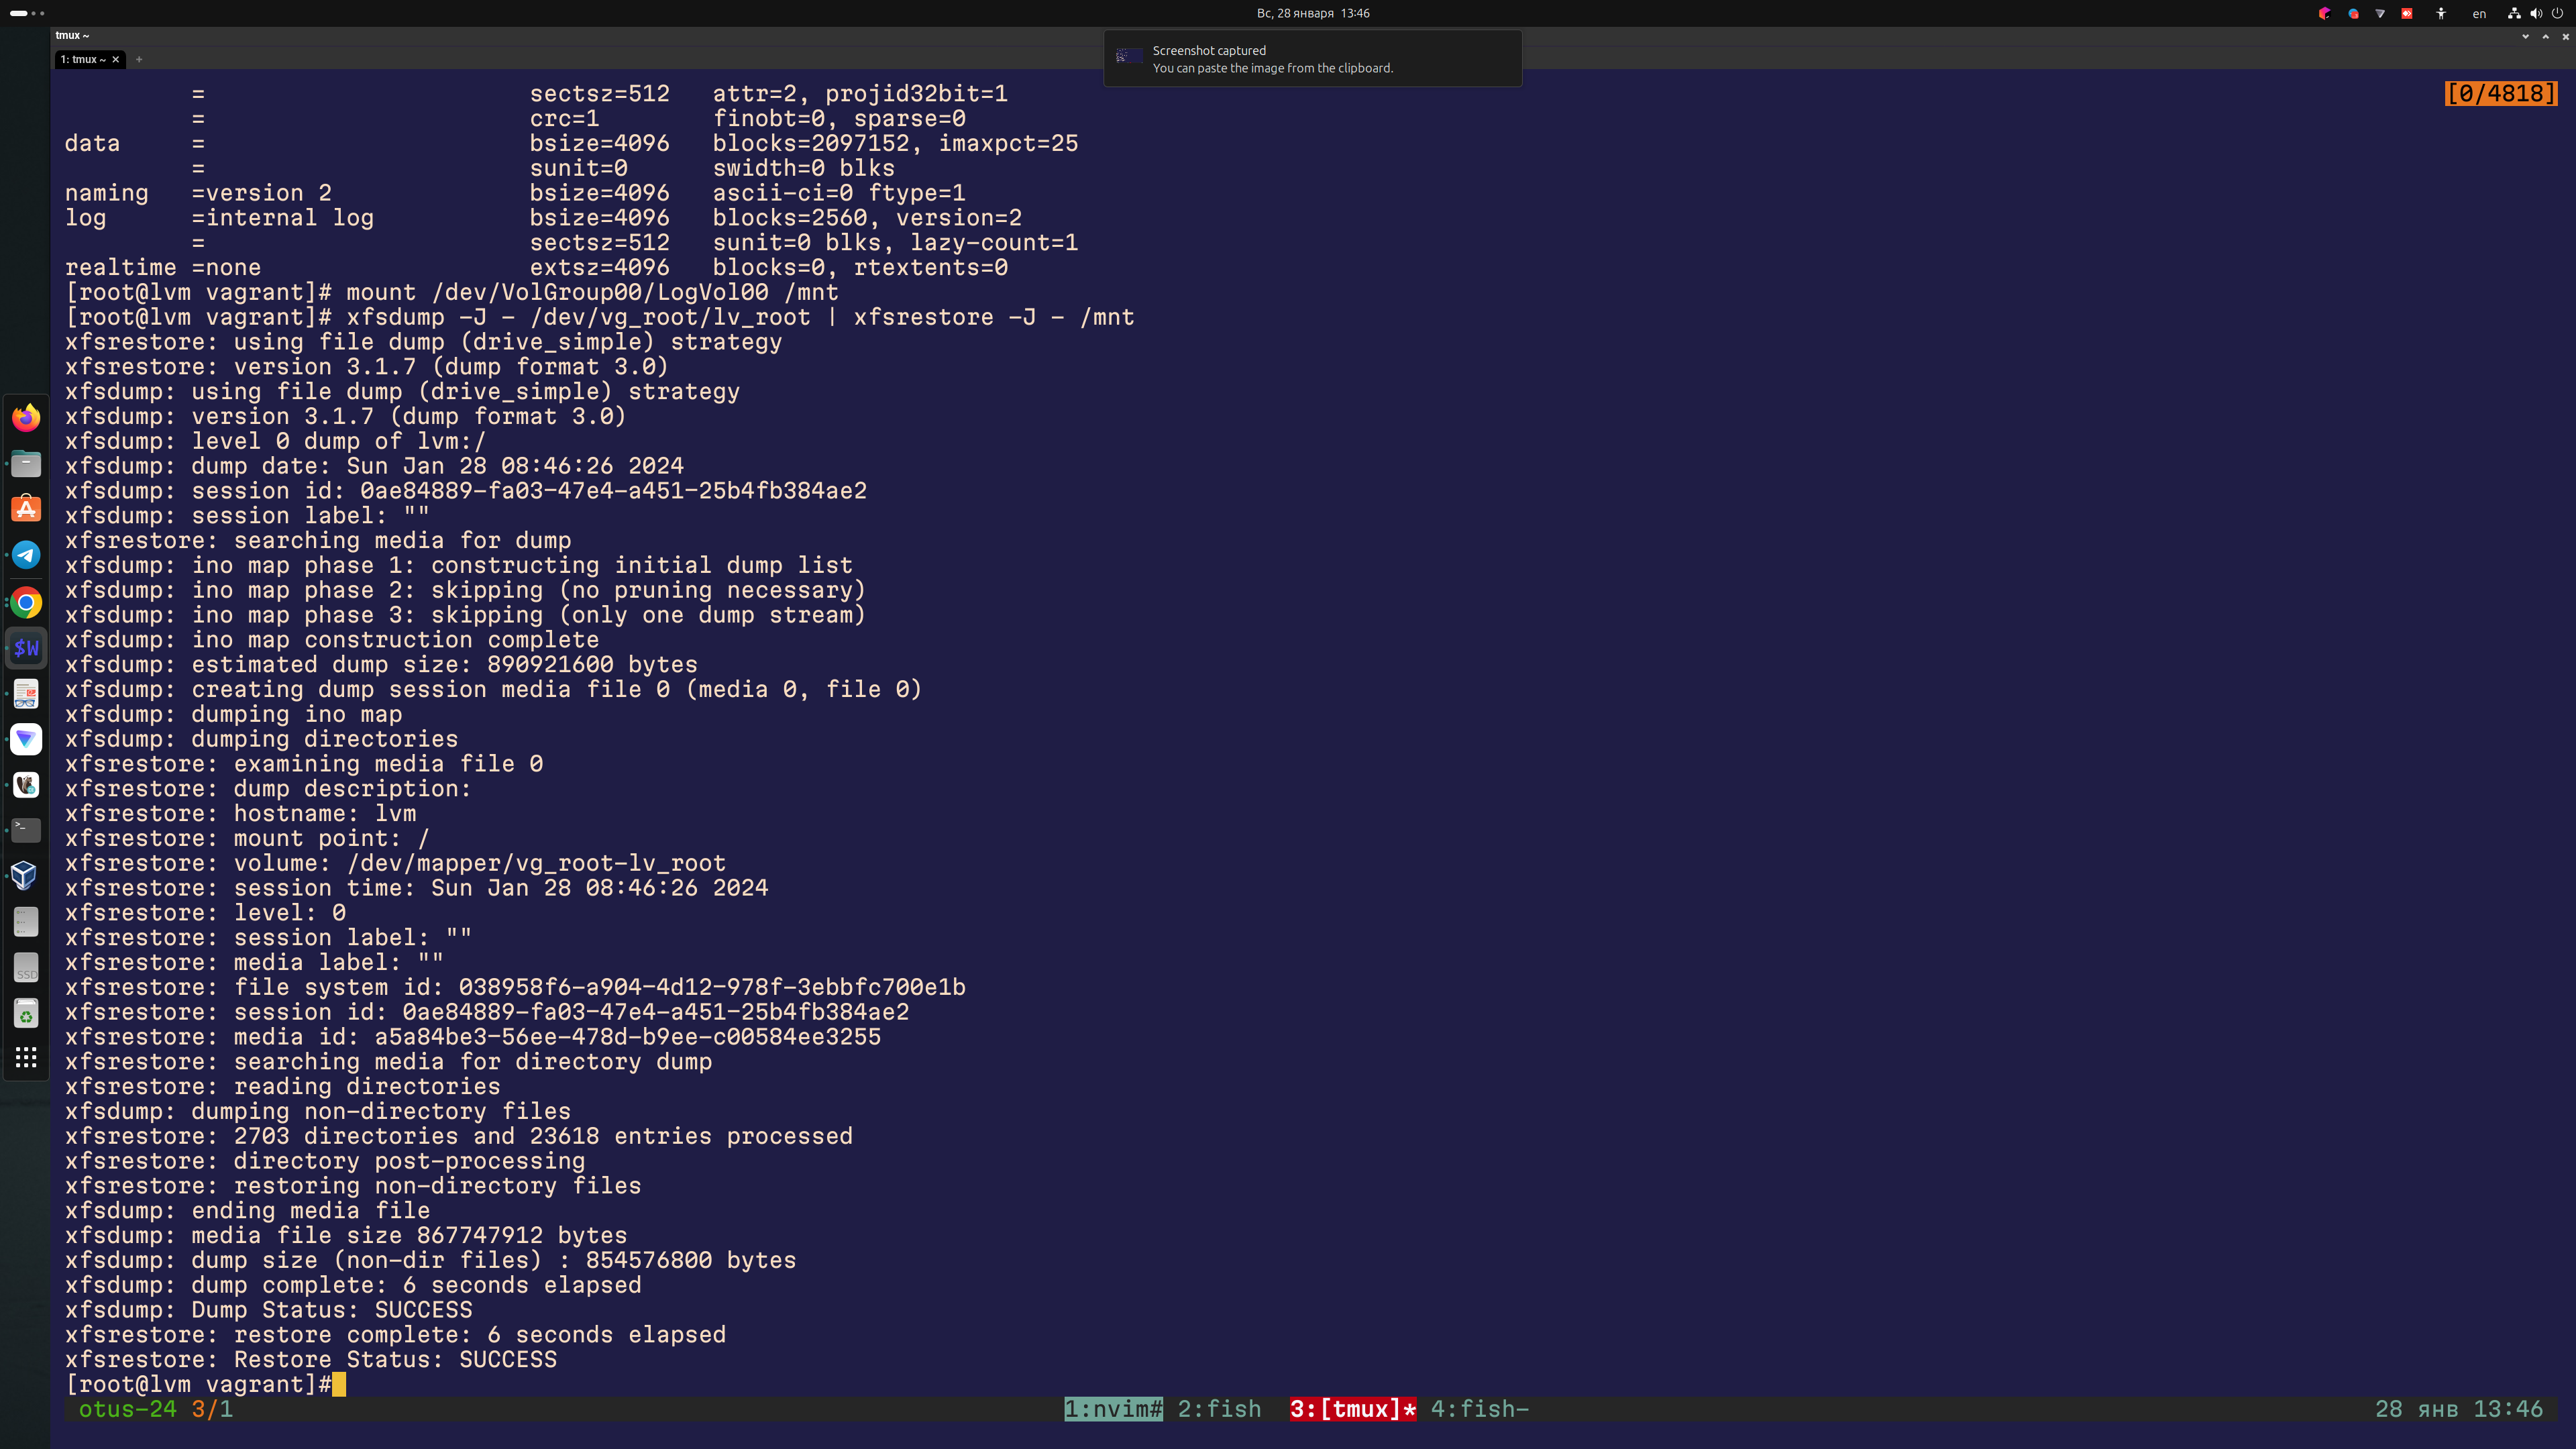 Вс, 28 января 13:46
en
tmux ~
Screenshot captured
You can paste the image from the clipboard.
1: tmux ~ × +
= sectsz=512 attr=2, projid32bit=1
[0/4818]
= crc=1 finobt=0, sparse=0
data = bsize=4096 blocks=2097152, imaxpct=25
= sunit=0 swidth=0 blks
naming =version 2 bsize=4096 ascii-ci=0 ftype=1
log =internal log bsize=4096 blocks=2560, version=2
= sectsz=512 sunit=0 blks, lazy-count=1
realtime =none extsz=4096 blocks=0, rtextents=0
[root@lvm vagrant]# mount /dev/VolGroup00/LogVol00 /mnt
[root@lvm vagrant]# xfsdump -J - /dev/vg_root/lv_root | xfsrestore -J - /mnt
xfsrestore: using file dump (drive_simple) strategy
xfsrestore: version 3.1.7 (dump format 3.0)
xfsdump: using file dump (drive_simple) strategy
xfsdump: version 3.1.7 (dump format 3.0)
xfsdump: level 0 dump of lvm:/
xfsdump: dump date: Sun Jan 28 08:46:26 2024
xfsdump: session id: 0ae84889-fa03-47e4-a451-25b4fb384ae2
xfsdump: session label: ""
xfsrestore: searching media for dump
xfsdump: ino map phase 1: constructing initial dump list
xfsdump: ino map phase 2: skipping (no pruning necessary)
xfsdump: ino map phase 3: skipping (only one dump stream)
xfsdump: ino map construction complete
xfsdump: estimated dump size: 890921600 bytes
xfsdump: creating dump session media file 0 (media 0, file 0)
xfsdump: dumping ino map
xfsdump: dumping directories
xfsrestore: examining media file 0
xfsrestore: dump description:
xfsrestore: hostname: lvm
xfsrestore: mount point: /
xfsrestore: volume: /dev/mapper/vg_root-lv_root
xfsrestore: session time: Sun Jan 28 08:46:26 2024
xfsrestore: level: 0
xfsrestore: session label: ""
xfsrestore: media label: ""
xfsrestore: file system id: 038958f6-a904-4d12-978f-3ebbfc700e1b
xfsrestore: session id: 0ae84889-fa03-47e4-a451-25b4fb384ae2
xfsrestore: media id: a5a84be3-56ee-478d-b9ee-c00584ee3255
xfsrestore: searching media for directory dump
xfsrestore: reading directories
xfsdump: dumping non-directory files
xfsrestore: 2703 directories and 23618 entries processed
xfsrestore: directory post-processing
xfsrestore: restoring non-directory files
xfsdump: ending media file
xfsdump: media file size 867747912 bytes
xfsdump: dump size (non-dir files) : 854576800 bytes
xfsdump: dump complete: 6 seconds elapsed
xfsdump: Dump Status: SUCCESS
xfsrestore: restore complete: 6 seconds elapsed
xfsrestore: Restore Status: SUCCESS
[root@lvm vagrant]#
otus-24 3/1 1:nvim# 2:fish 3:[tmux]* 4:fish- 28 янв 13:46
$W
>_
SSD